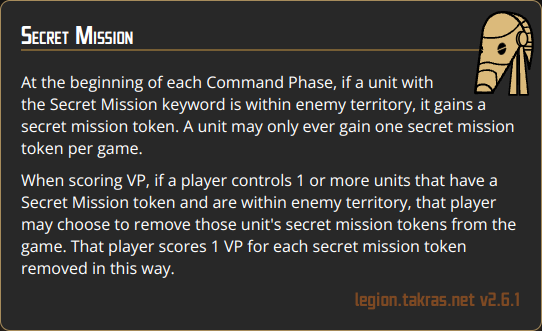 Secret Mission
At the beginning of each Command Phase, if a unit with
the Secret Mission keyword is within enemy territory, it gains a
secret mission token. A unit may only ever gain one secret mission
token per game.
When scoring VP, if a player controls 1 or more units that have a
Secret Mission token and are within enemy territory, that player
may choose to remove those unit's secret mission tokens from the
game. That player scores 1 VP for each secret mission token
removed in this way.
legion.takras.net v2.6.1